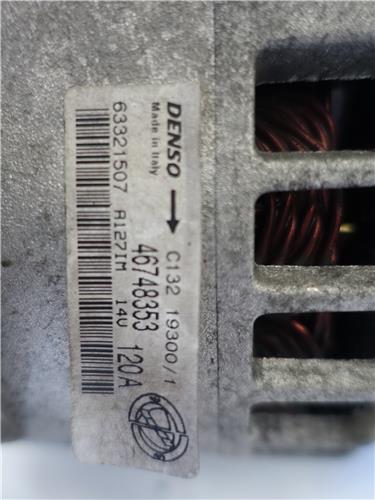 DENSO
Made in Italy
C132 19300/1
46748353 120A
63321507 A127IM 14V